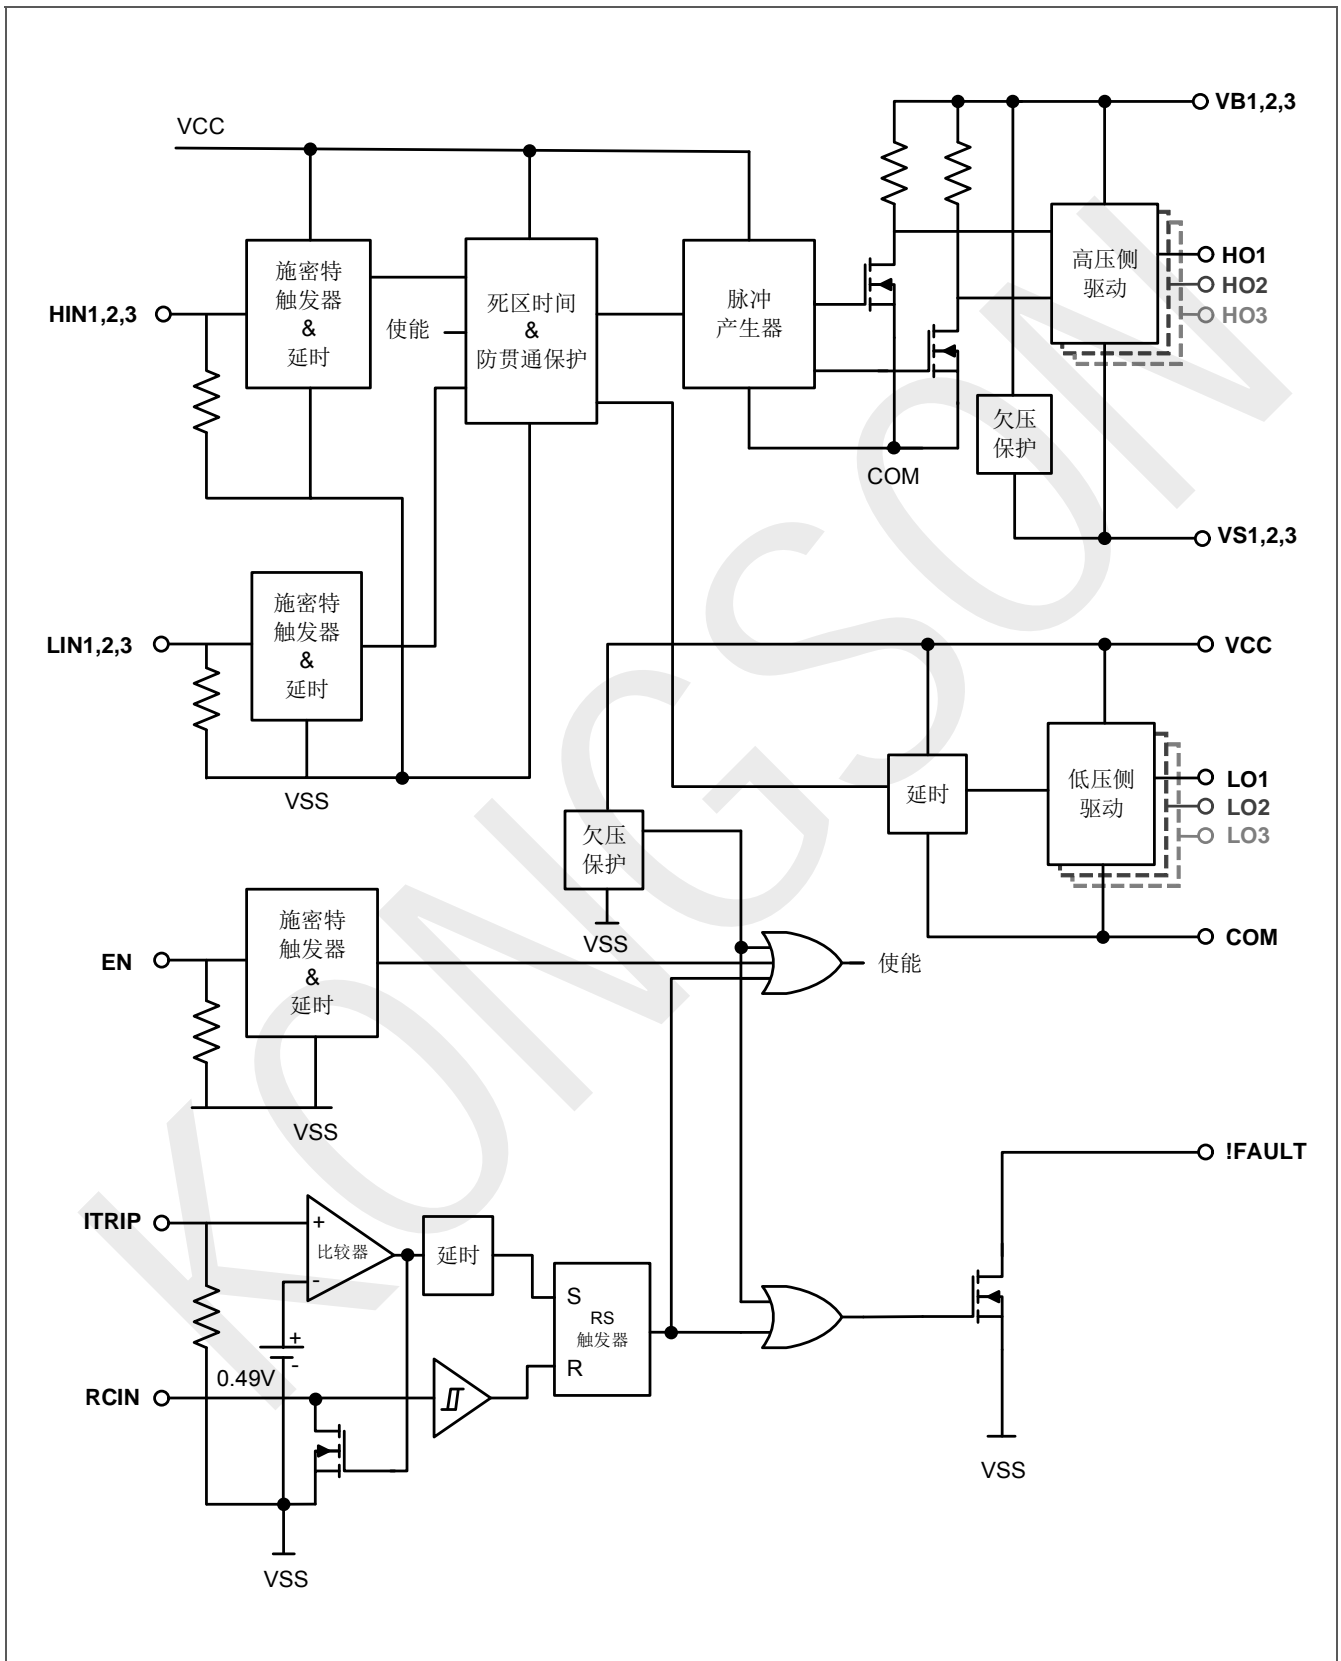 VCC
VB1,2,3
施密特
触发器
&
延时
HIN1,2,3
使能
死区时间
&
防贯通保护
脉冲
产生器
高压侧
驱动
HO1
HO2
HO3
欠压
保护
COM
VS1,2,3
施密特
触发器
&
延时
LIN1,2,3
VSS
VCC
延时
低压侧
驱动
LO1
LO2
LO3
欠压
保护
VSS
COM
施密特
触发器
&
延时
EN
使能
VSS
!FAULT
ITRIP
+
比较器
-
延时
S
RS
触发器
R
+
-
0.49V
RCIN
VSS
VSS
KONGSON